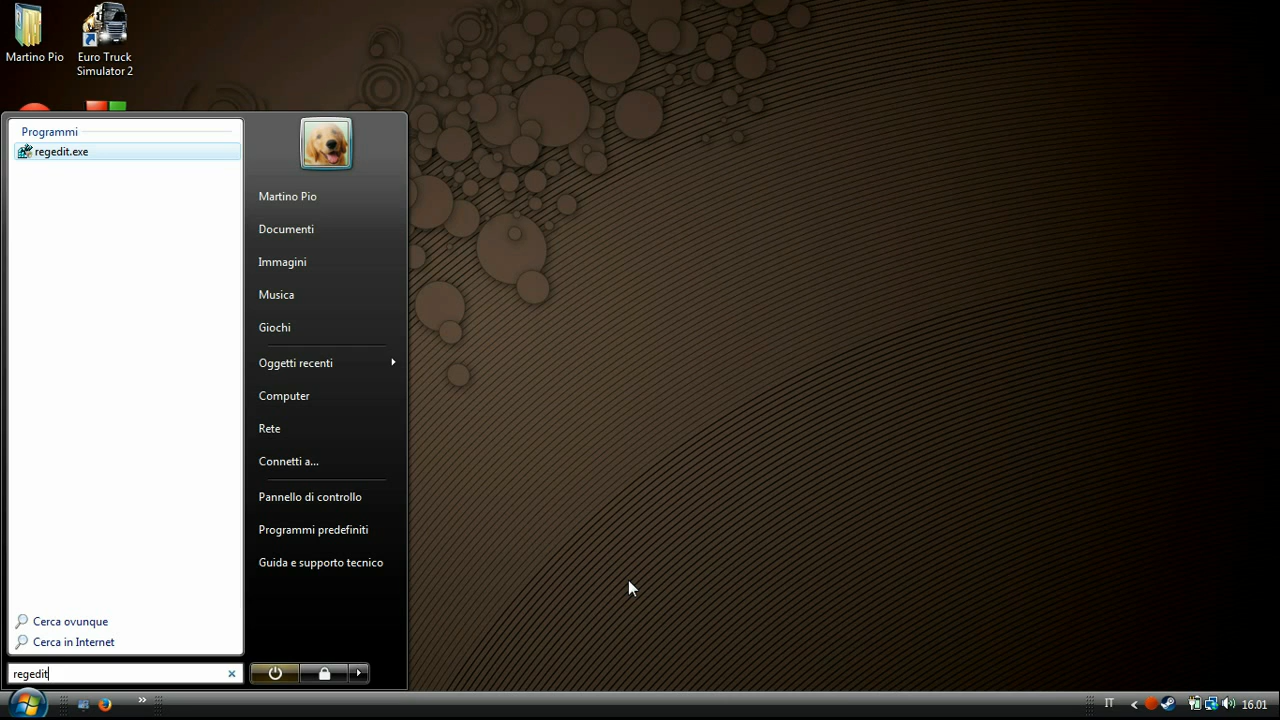 Martino Pio
Euro Truck
Simulator 2
Programmi
regedit.exe
Martino Pio
Documenti
Immagini
Musica
Giochi
Oggetti recenti
Computer
Rete
Connetti a...
Pannello di controllo
Programmi predefiniti
Guida e supporto tecnico
Cerca ovunque
Cerca in Internet
regedit
IT
16.01